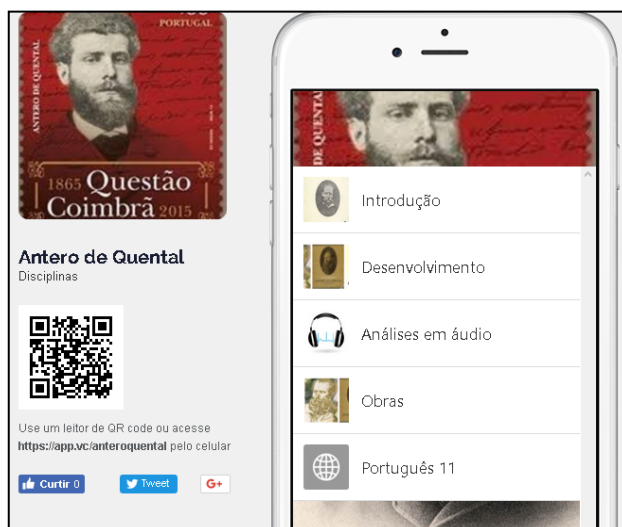 PORTUGAL
ANTERO DE QUENTAL
1865 Questão
Coimbrã 2015
Antero de Quental
Disciplinas
Use um leitor de QR code ou acesse
https://app.vc/anteroquental pelo celular
Curtir 0
Tweet
G+
DE QUENTAL
Introdução
Desenvolvimento
Análises em áudio
Obras
Português 11